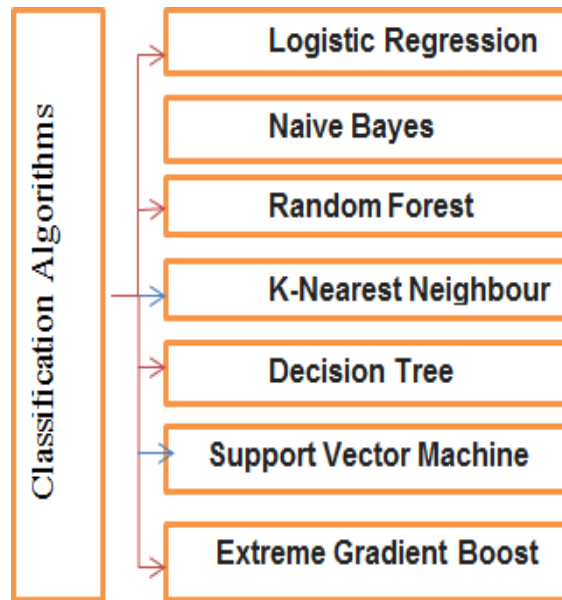 Classification Algorithms
Logistic Regression
Naive Bayes
Random Forest
K-Nearest Neighbour
Decision Tree
Support Vector Machine
Extreme Gradient Boost